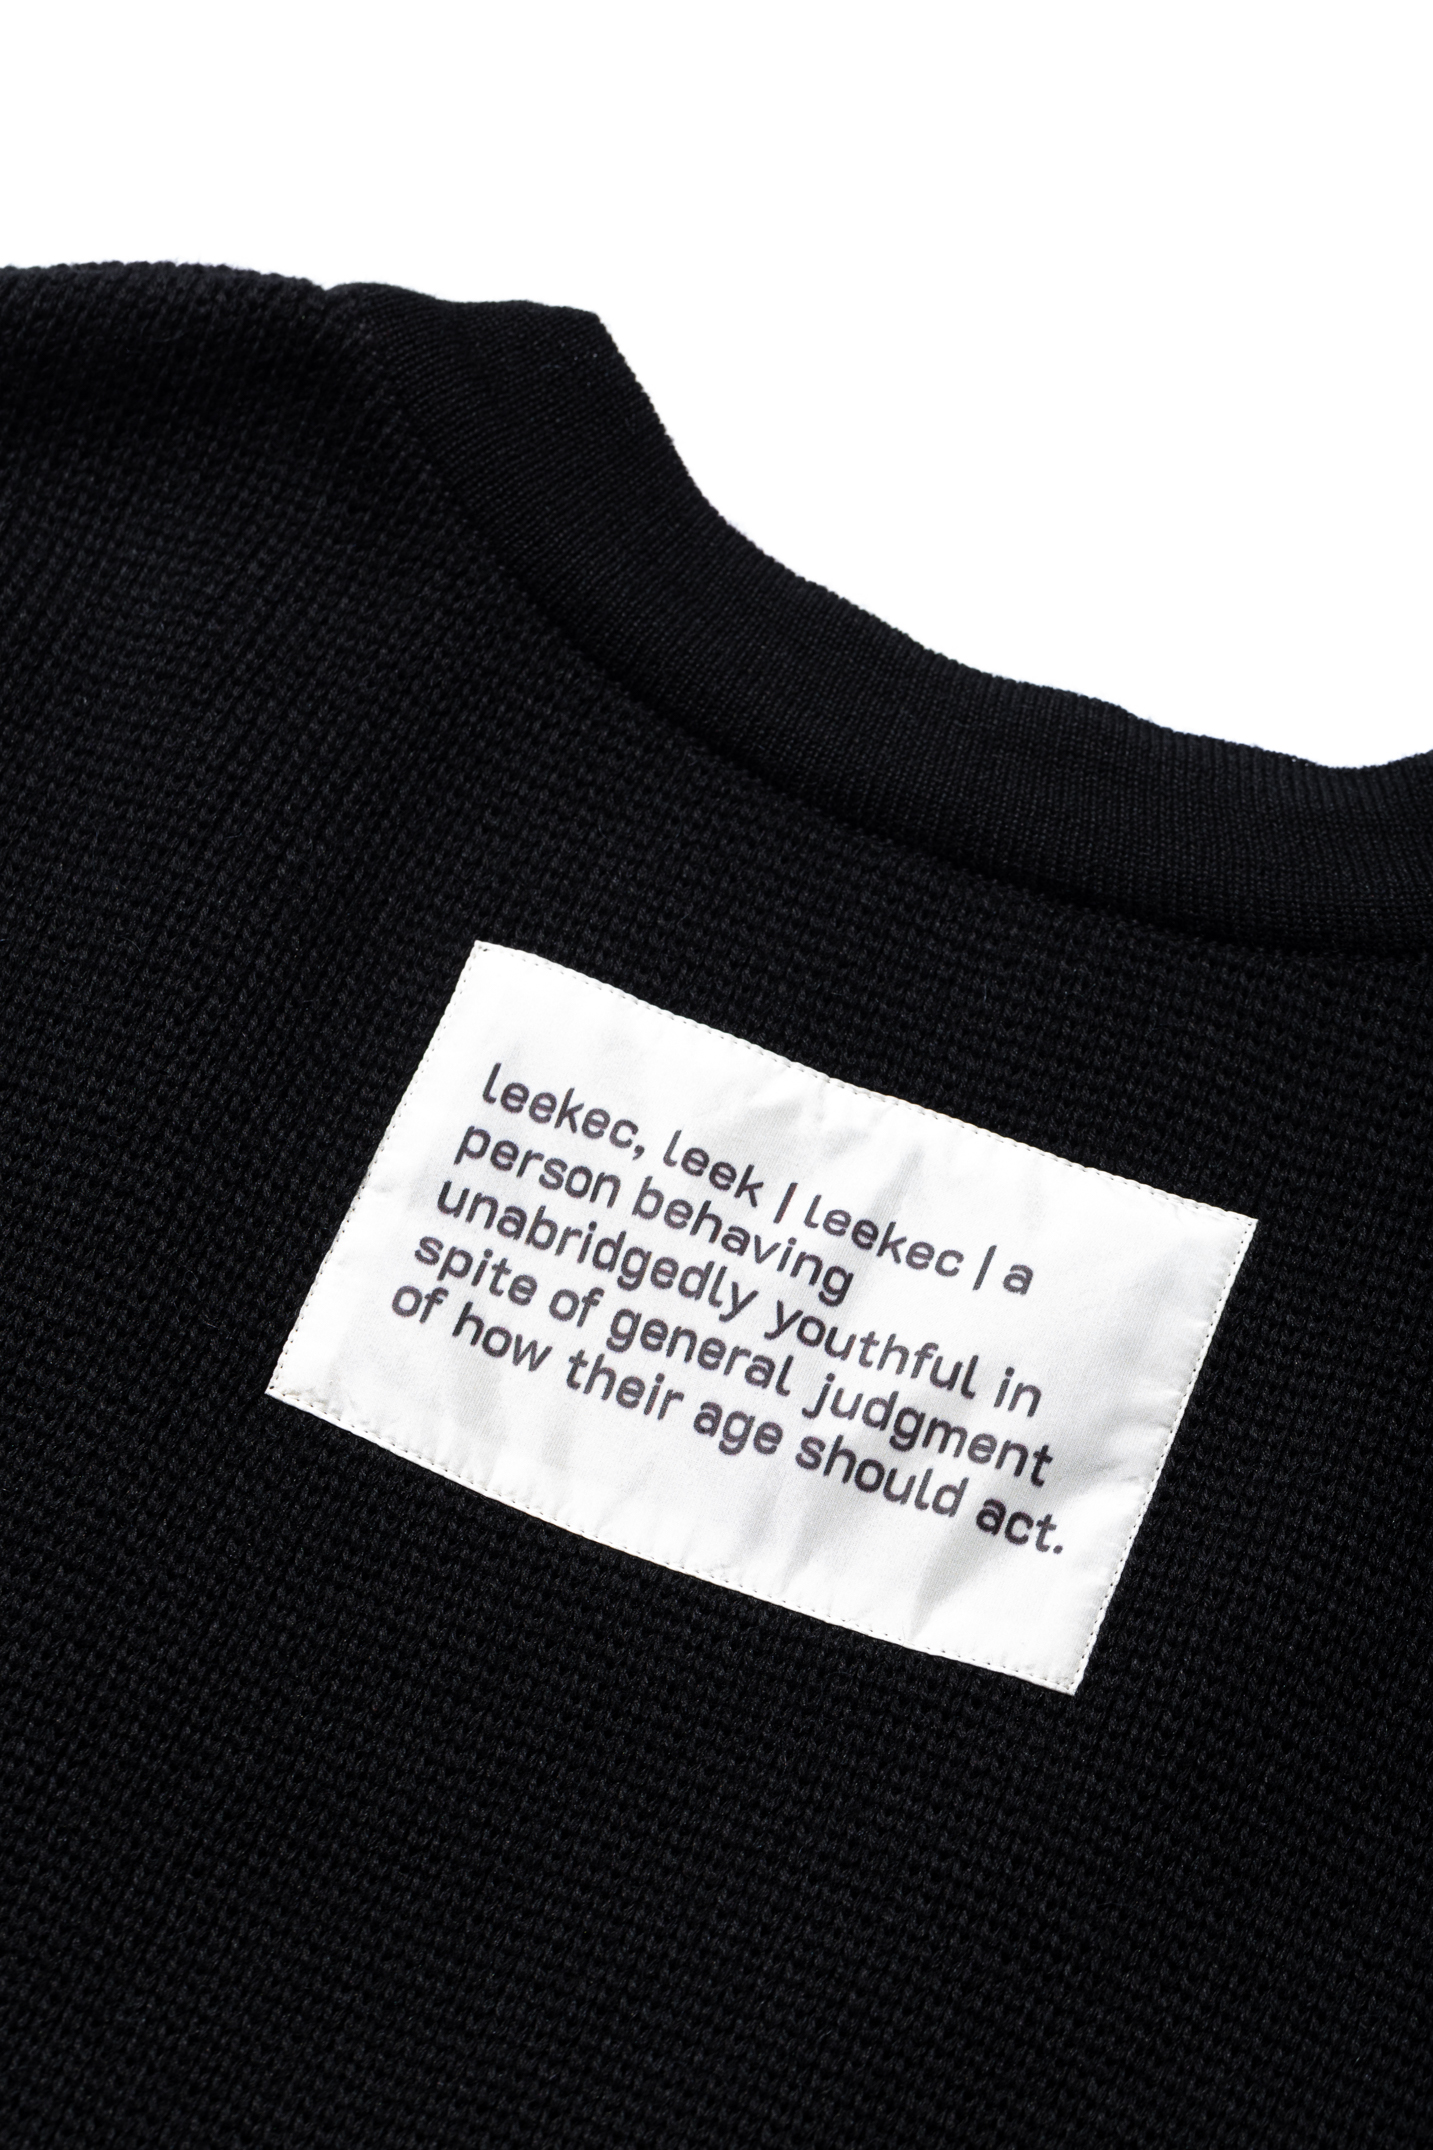 leekec, leek | leekec | a
person behaving
unabridgedly youthful in
spite of general judgment
of how their age should act.